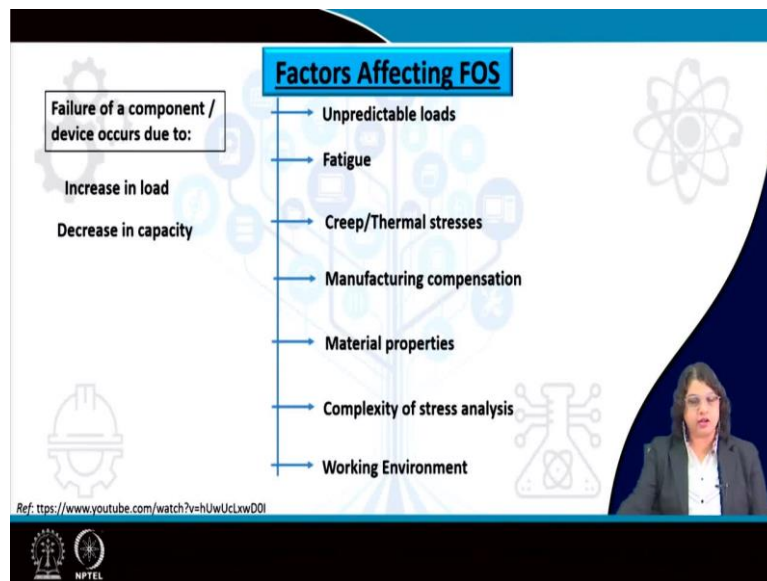 Factors Affecting FOS
Failure of a component /
device occurs due to:
Increase in load
Decrease in capacity
Unpredictable loads
Fatigue
Creep/Thermal stresses
Manufacturing compensation
Material properties
Complexity of stress analysis
Working Environment
Ref: ttps://www.youtube.com/watch?v=hUwUcLxwD0I
NPTEL